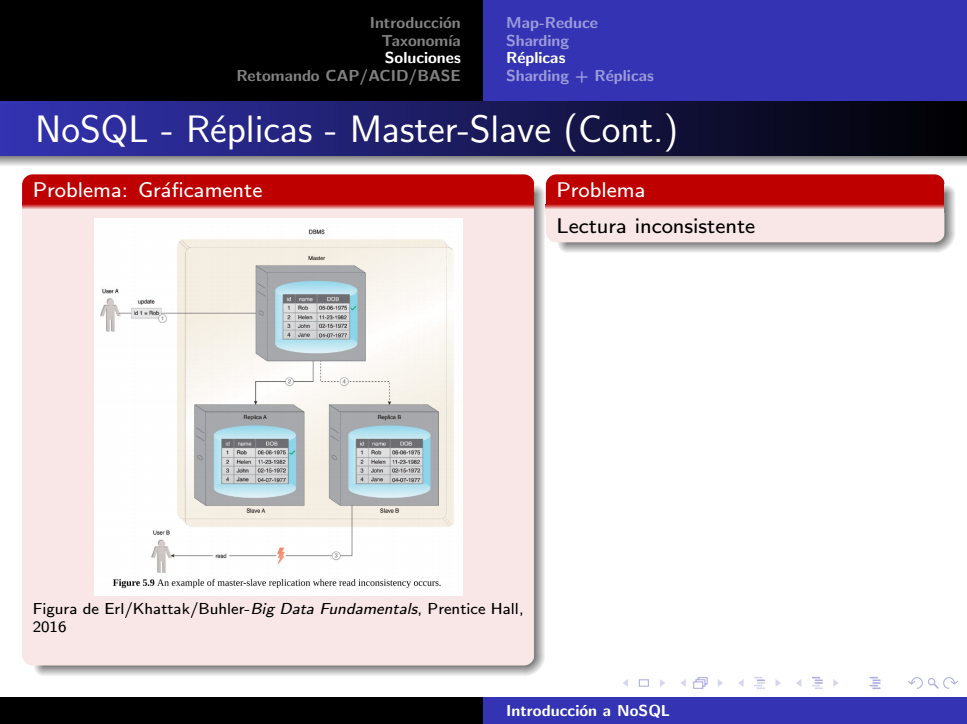 Introducción
Taxonomía
Soluciones
Retomando CAP/ACID/BASE
Map-Reduce
Sharding
Réplicas
Sharding + Réplicas
NoSQL - Réplicas - Master-Slave (Cont.)
Problema: Gráficamente
DBMS
Master
User A
update
id 1 = Rob
1
id name DOB
1 Rob 06-06-1975
2 Helen 11-23-1982
3 John 02-15-1972
4 Jane 04-07-1977
2
4
Replica A
id name DOB
1 Rob 06-06-1975
2 Helen 11-23-1982
3 John 02-15-1972
4 Jane 04-07-1977
Slave A
Replica B
id name DOB
1 Rob 06-06-1975
2 Helen 11-23-1982
3 John 02-15-1972
4 Jane 04-07-1977
Slave B
User B
read
3
Figure 5.9 An example of master-slave replication where read inconsistency occurs.
Figura de Erl/Khattak/Buhler-Big Data Fundamentals, Prentice Hall,
2016
Problema
Lectura inconsistente
Introducción a NoSQL